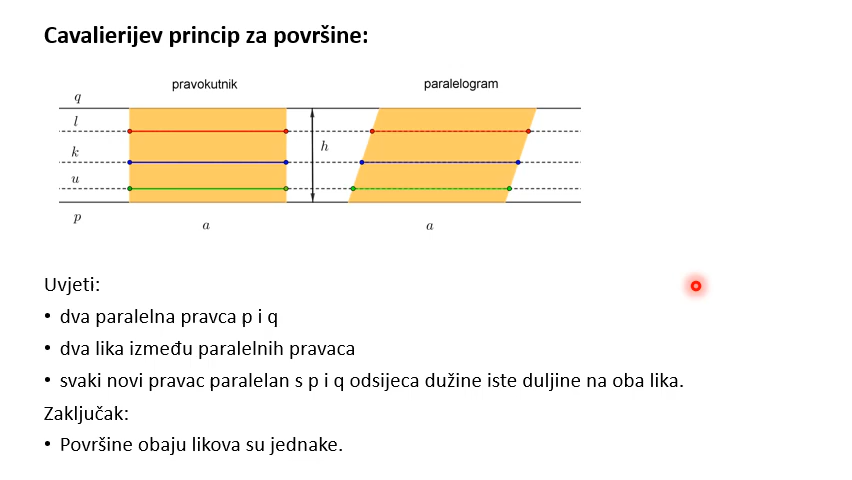 Cavalierijev princip za površine:
pravokutnik
paralelogram
q
l
k
h
u
p
a
a
Uvjeti:
• dva paralelna pravca p i q
• dva lika između paralelnih pravaca
• svaki novi pravac paralelan s p i q odsijeca dužine iste duljine na oba lika.
Zaključak:
• Površine obaju likova su jednake.